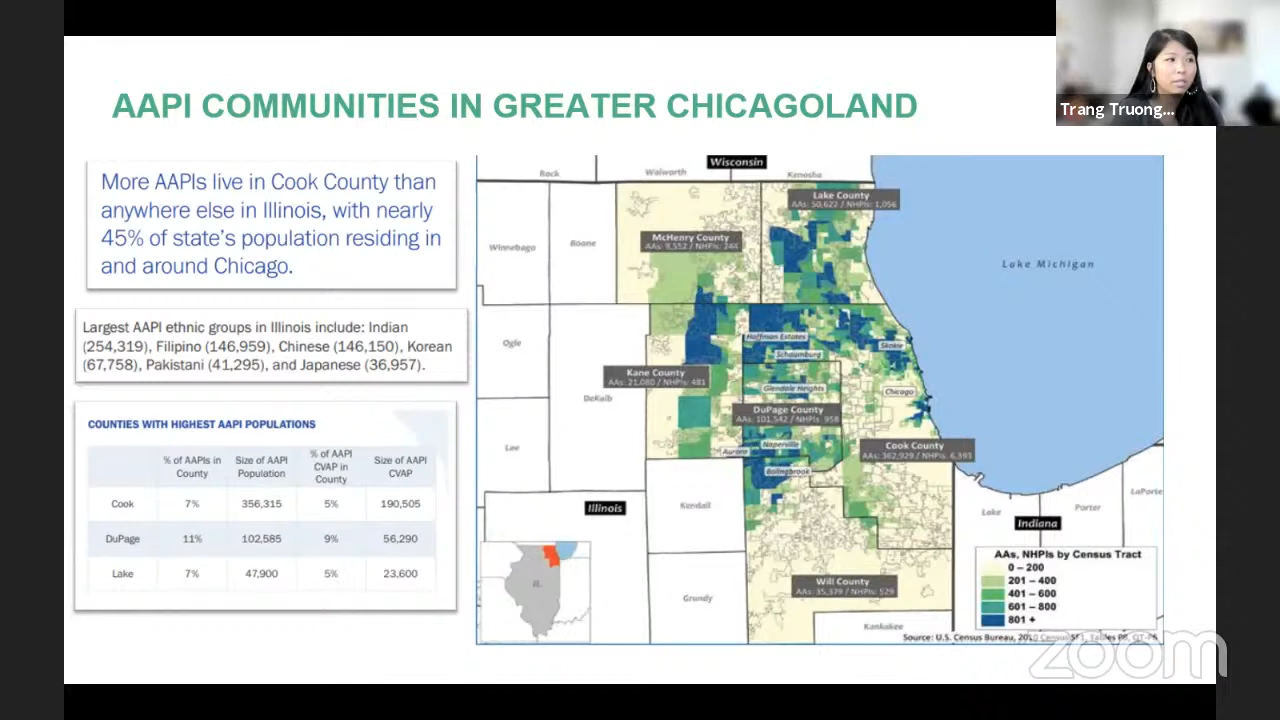 AAPI COMMUNITIES IN GREATER CHICAGOLAND
Trang Truong...
More AAPIs live in Cook County than
anywhere else in Illinois, with nearly
45% of state's population residing in
and around Chicago.
Largest AAPI ethnic groups in Illinois include: Indian
(254,319), Filipino (146,959), Chinese (146,150), Korean
(67,758), Pakistani (41,295), and Japanese (36,957).
COUNTIES WITH HIGHEST AAPI POPULATIONS
% of AAPIs in County
Size of AAPI Population
% of AAPI CVAP in County
Size of AAPI CVAP
Cook 7% 356,315 5% 190,505
DuPage 11% 102,585 9% 56,290
Lake 7% 47,900 5% 23,600
Wisconsin
Rock
Walworth
Kenosha
Lake County
AAs: 50,622 / NHPIs: 1,056
McHenry County
AAs: 9,552 / NHPIs: 244
Winnebago
Boone
Lake Michigan
Ogle
Hoffman Estates
Skokie
Schaumburg
Kane County
AAs: 21,080 / NHPIs: 481
Glendale Heights
Chicago
DeKalb
DuPage County
AAs: 101,542 / NHPIs: 958
Lee
Naperville
Aurora
Cook County
AAs: 362,929 / NHPIs: 6,393
Bolingbrook
Illinois
Kendall
Lake
Porter
LaPorte
Indiana
AAs, NHPIs by Census Tract
0 – 200
201 – 400
401 – 600
601 – 800
801 +
IL
Will County
AAs: 35,379 / NHPIs: 529
Grundy
Kankakee
Source: U.S. Census Bureau, 2010 Census SF1, Tables P8,
zoom